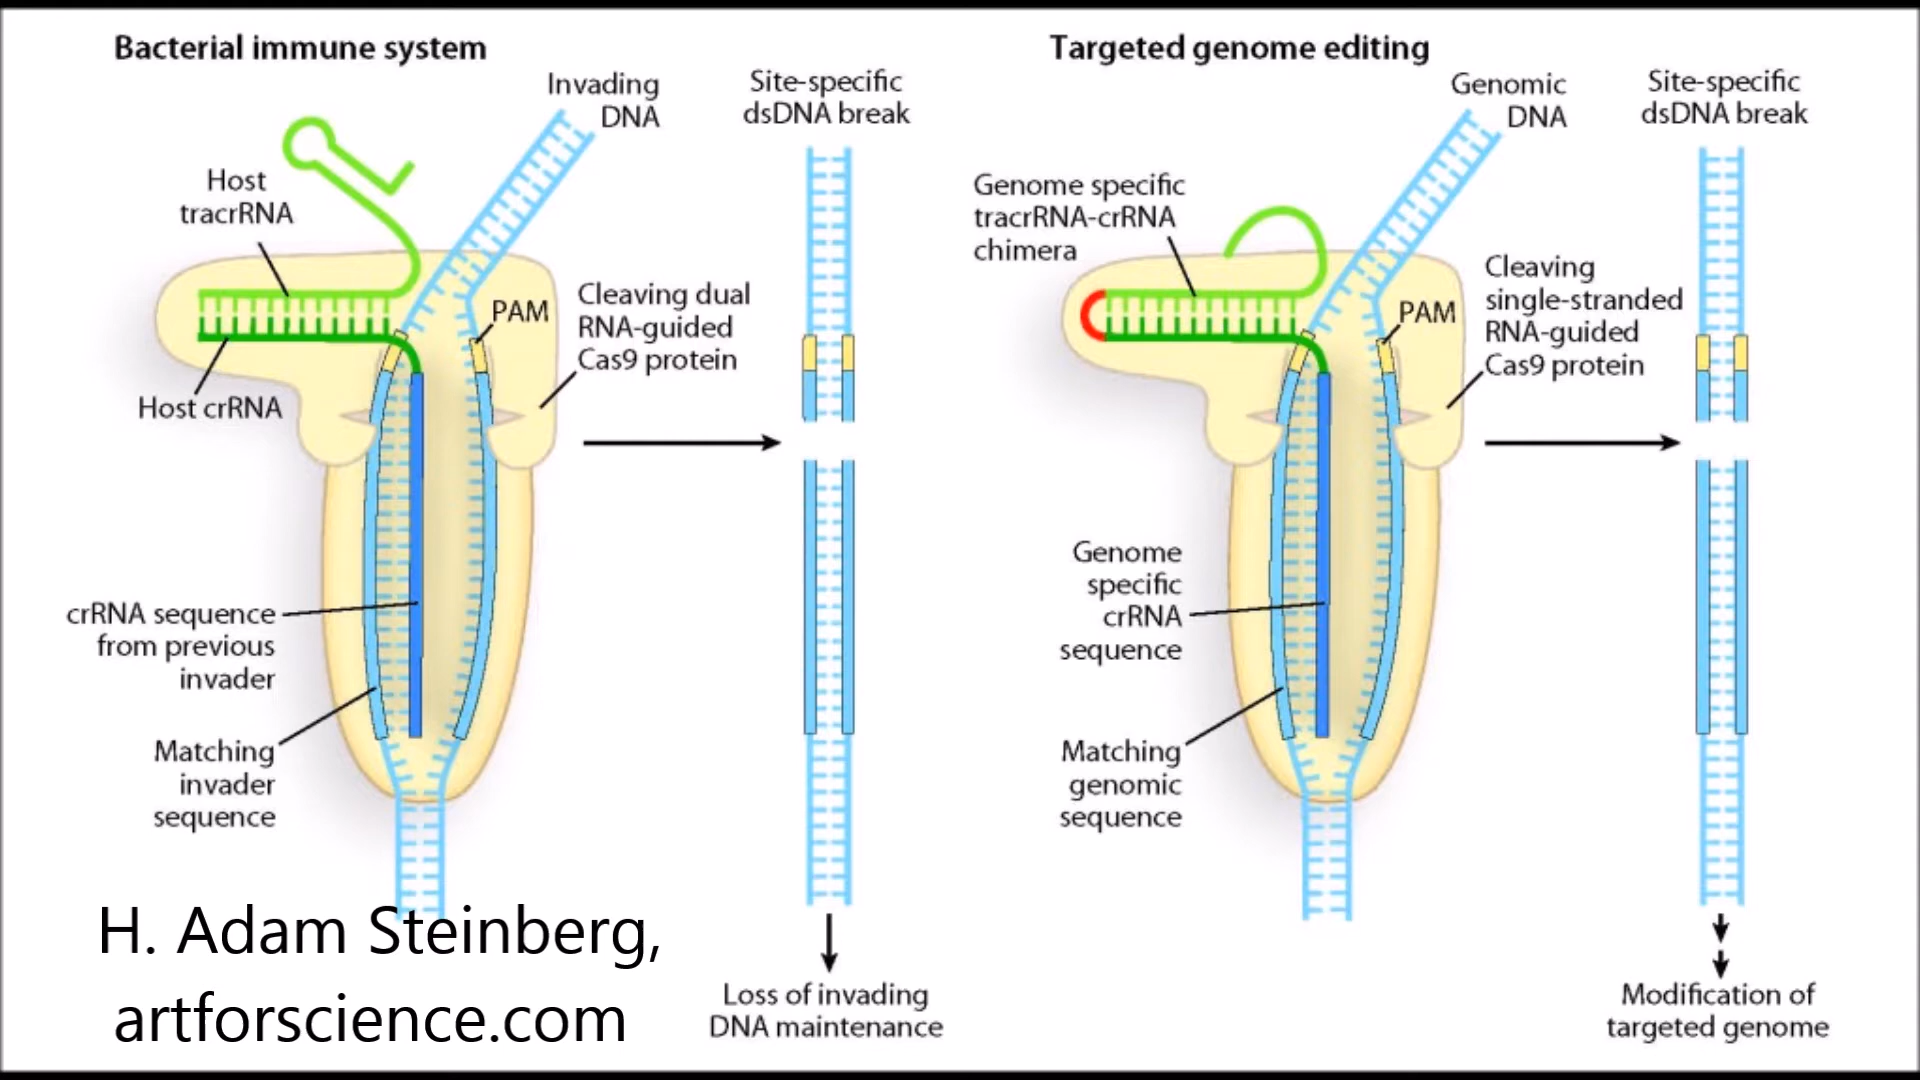 Bacterial immune system
Invading
DNA
Site-specific
dsDNA break
Host
tracrRNA
PAM
Cleaving dual
RNA-guided
Cas9 protein
Host crRNA
crRNA sequence
from previous
invader
Matching
invader
sequence
Loss of invading
DNA maintenance
Targeted genome editing
Genomic
DNA
Site-specific
dsDNA break
Genome specific
tracrRNA-crRNA
chimera
PAM
Cleaving
single-stranded
RNA-guided
Cas9 protein
Genome
specific
crRNA
sequence
Matching
genomic
sequence
Modification of
targeted genome
H. Adam Steinberg,
artforscience.com